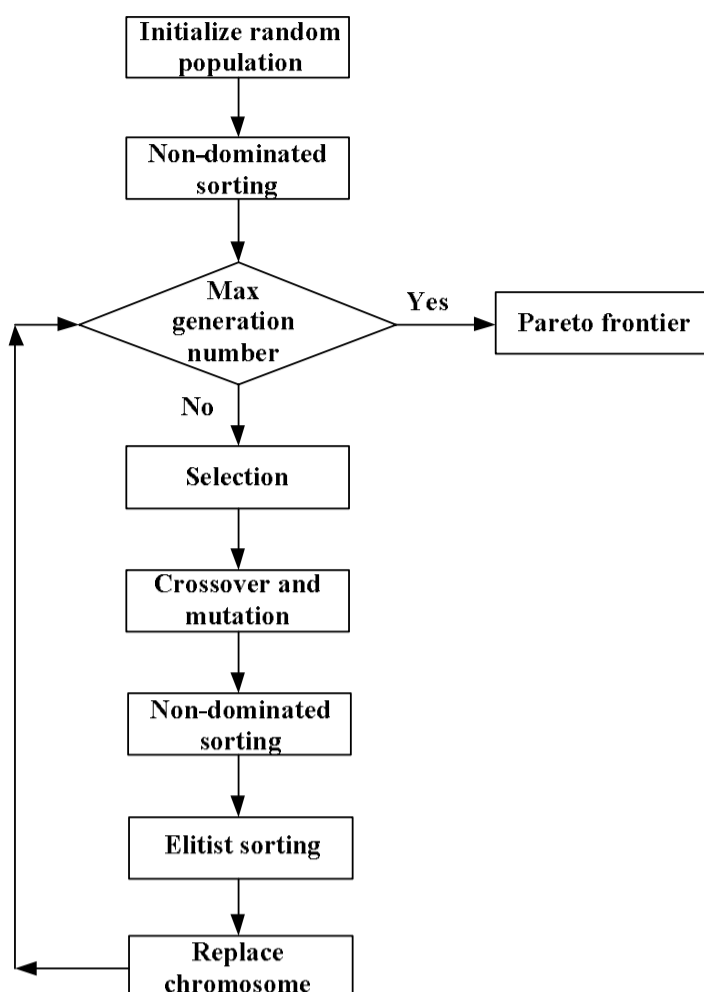 Initialize random
population
Non-dominated
sorting
Max
generation
number
Yes
Pareto frontier
No
Selection
Crossover and
mutation
Non-dominated
sorting
Elitist sorting
Replace
chromosome